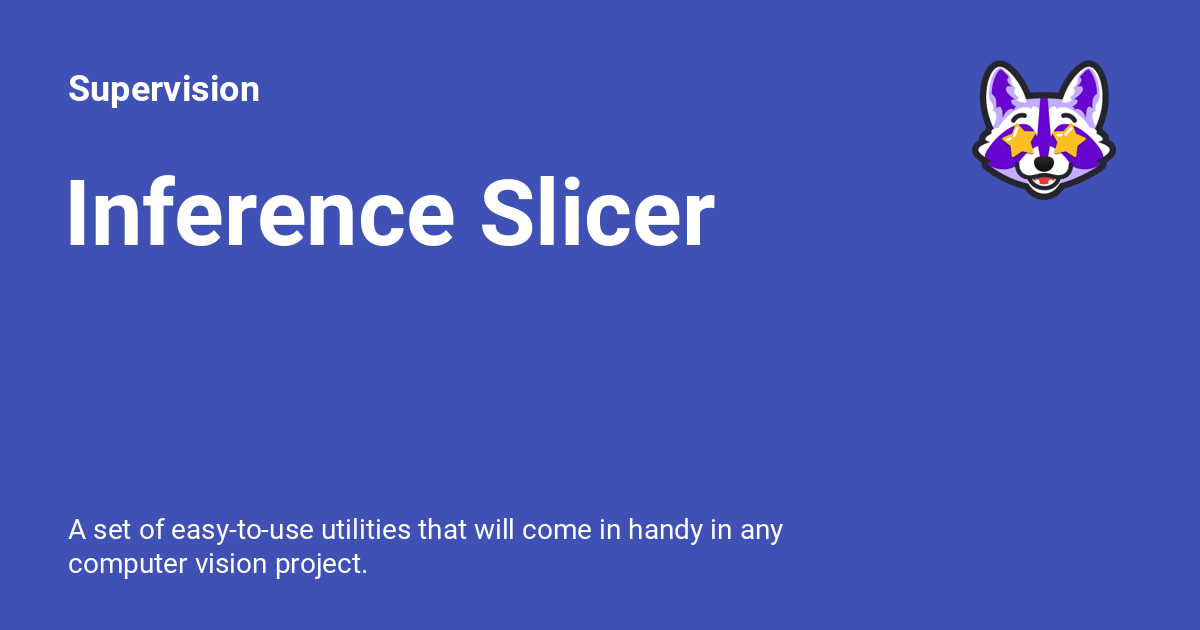 Supervision
Inference Slicer
A set of easy-to-use utilities that will come in handy in any
computer vision project.